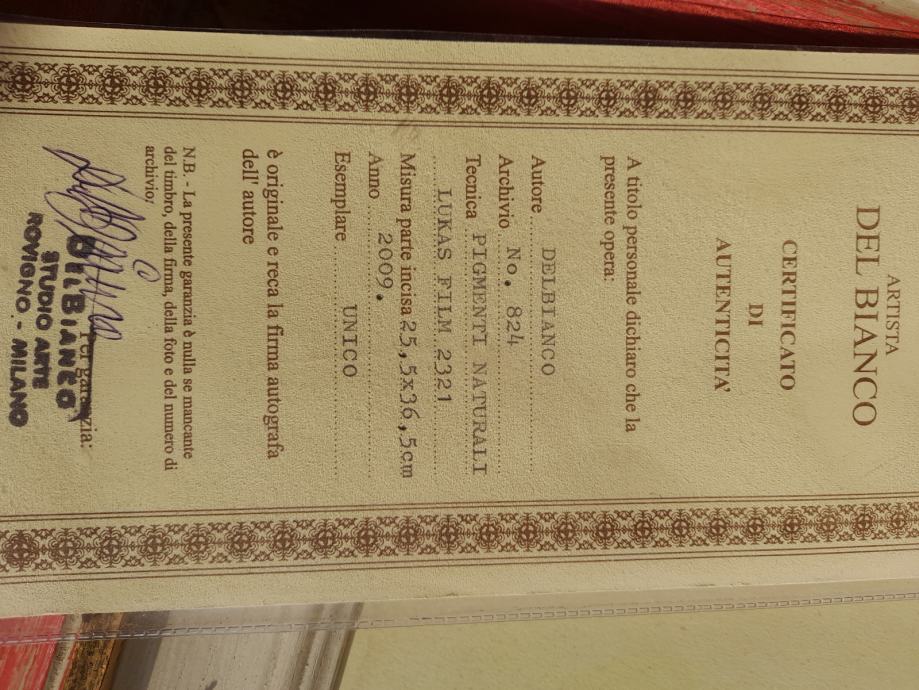 ARTISTA
DEL BIANCO
CERTIFICATO
DI
AUTENTICITA'
A titolo personale dichiaro che la
presente opera:
Autore DELBIANCO
Archivio No. 824
Tecnica PIGMENTI NATURALI
LUKAS FILM 2321
Misura parte incisa 25,5x36,5cm
Anno 2009.
Esemplare UNICO
è originale e reca la firma autografa
dell' autore
N.B. - La presente garanzia è nulla se mancante
del timbro, della firma, della foto e del numero di
archivio.
Per garanzia:
DELBIANCO
STUDIO ARTE
ROVIGNO - MILANO